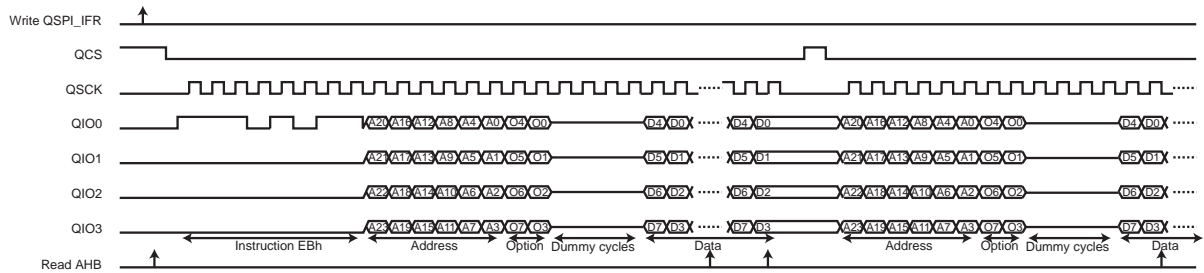 Write QSPI_IFR
QCS
QSCK
QIO0 A20 A16 A12 A8 A4 A0 O4 O0 D4 D0 D4 D0 A20 A16 A12 A8 A4 A0 O4 O0 D4 D0
QIO1 A21 A17 A13 A9 A5 A1 O5 O1 D5 D1 D5 D1 A21 A17 A13 A9 A5 A1 O5 O1 D5 D1
QIO2 A22 A18 A14 A10 A6 A2 O6 O2 D6 D2 D6 D2 A22 A18 A14 A10 A6 A2 O6 O2 D6 D2
QIO3 A23 A19 A15 A11 A7 A3 O7 O3 D7 D3 D7 D3 A23 A19 A15 A11 A7 A3 O7 O3 D7 D3
Instruction EBh Address Option Dummy cycles Data Address Option Dummy cycles Data
Read AHB